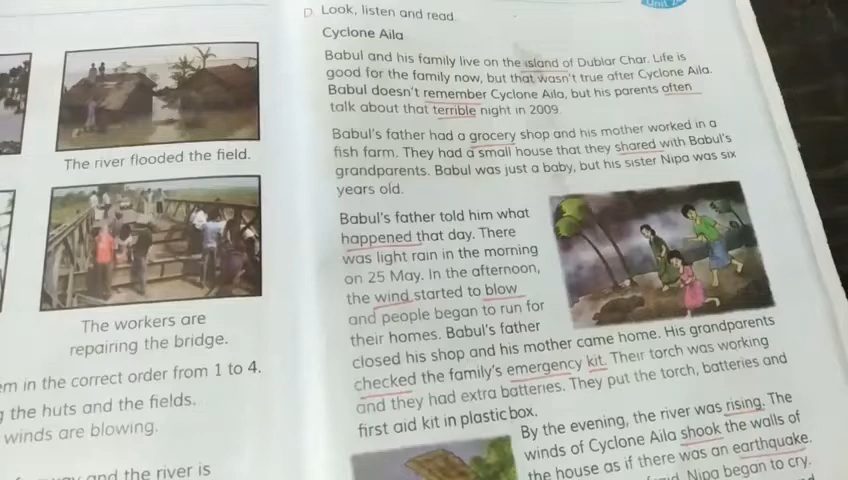 The river flooded the field.
The workers are
repairing the bridge.
em in the correct order from 1 to 4.
the huts and the fields.
winds are blowing.
and the river is
D. Look, listen and read.
Cyclone Aila
Babul and his family live on the island of Dublar Char. Life is
good for the family now, but that wasn't true after Cyclone Aila.
Babul doesn't remember Cyclone Aila, but his parents often
talk about that terrible night in 2009.
Babul's father had a grocery shop and his mother worked in a
fish farm. They had a small house that they shared with Babul's
grandparents. Babul was just a baby, but his sister Nipa was six
years old.
Babul's father told him what
happened that day. There
was light rain in the morning
on 25 May. In the afternoon,
the wind started to blow
and people began to run for
their homes. Babul's father
closed his shop and his mother came home. His grandparents
checked the family's emergency kit. Their torch was working
and they had extra batteries. They put the torch, batteries and
first aid kit in plastic box.
By the evening, the river was rising. The
winds of Cyclone Aila shook the walls of
the house as if there was an earthquake.
Nipa began to cry.